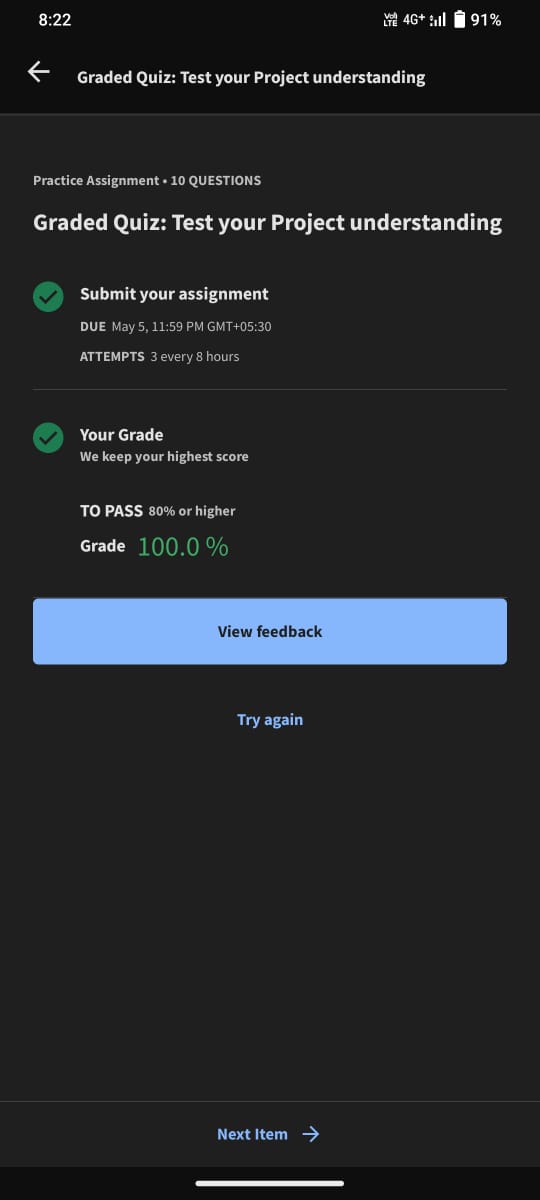 8:22
VoLTE 4G+ 91%
Graded Quiz: Test your Project understanding
Practice Assignment • 10 QUESTIONS
Graded Quiz: Test your Project understanding
Submit your assignment
DUE May 5, 11:59 PM GMT+05:30
ATTEMPTS 3 every 8 hours
Your Grade
We keep your highest score
TO PASS 80% or higher
Grade 100.0 %
View feedback
Try again
Next Item